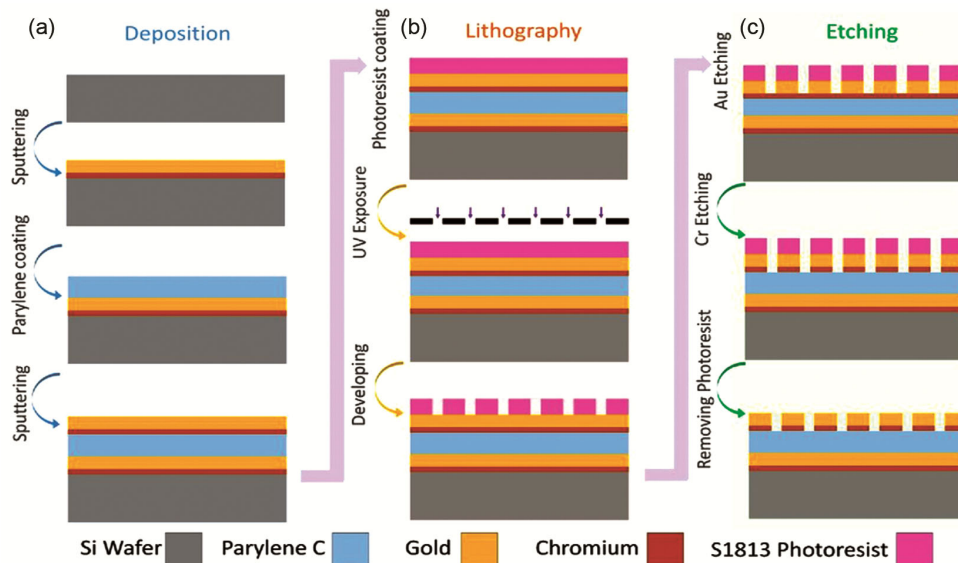 (a)
Deposition
Sputtering
Parylene coating
Sputtering
(b)
Lithography
Photoresist coating
UV Exposure
Developing
(c)
Etching
Au Etching
Cr Etching
Removing Photoresist
Si Wafer
Parylene C
Gold
Chromium
S1813 Photoresist